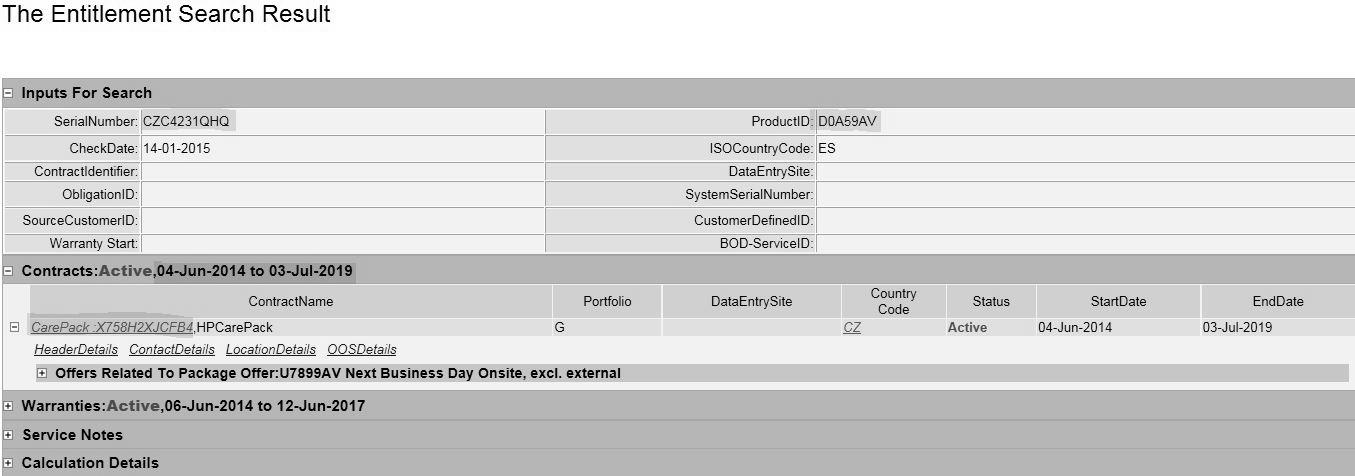 The Entitlement Search Result
Inputs For Search
SerialNumber: CZC4231QHQ ProductID: D0A59AV
CheckDate: 14-01-2015 ISOCountryCode: ES
ContractIdentifier: DataEntrySite:
ObligationID: SystemSerialNumber:
SourceCustomerID: CustomerDefinedID:
Warranty Start: BOD-ServiceID:
Contracts:Active,04-Jun-2014 to 03-Jul-2019
ContractName Portfolio DataEntrySite Country Code Status StartDate EndDate
CarePack :X758H2XJCFB4,HPCarePack G CZ Active 04-Jun-2014 03-Jul-2019
HeaderDetails ContactDetails LocationDetails OOSDetails
Offers Related To Package Offer:U7899AV Next Business Day Onsite, excl. external
Warranties:Active,06-Jun-2014 to 12-Jun-2017
Service Notes
Calculation Details